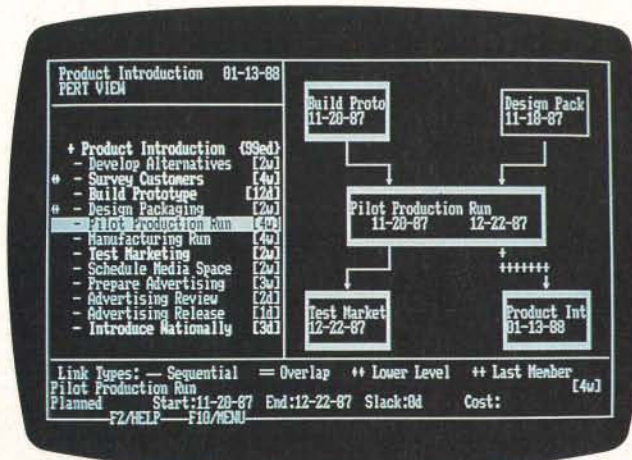 Product Introduction 01-13-88
PERT VIEW
+ Product Introduction {99ed}
- Develop Alternatives [2w]
↔ - Survey Customers [4w]
- Build Prototype [12d]
↔ - Design Packaging [2w]
- Pilot Production Run [4w]
- Manufacturing Run [4w]
- Test Marketing [2w]
- Schedule Media Space [2w]
- Prepare Advertising [3w]
- Advertising Review [2d]
- Advertising Release [1d]
- Introduce Nationally [3d]
Build Proto
11-20-87
Design Pack
11-18-87
Pilot Production Run
11-20-87 12-22-87
Test Market
12-22-87
Product Int
01-13-88
Link Types: — Sequential = Overlap ++ Lower Level ++ Last Member
Pilot Production Run [4w]
Planned Start:11-20-87 End:12-22-87 Slack:0d Cost:
F2/HELP F10/MENU